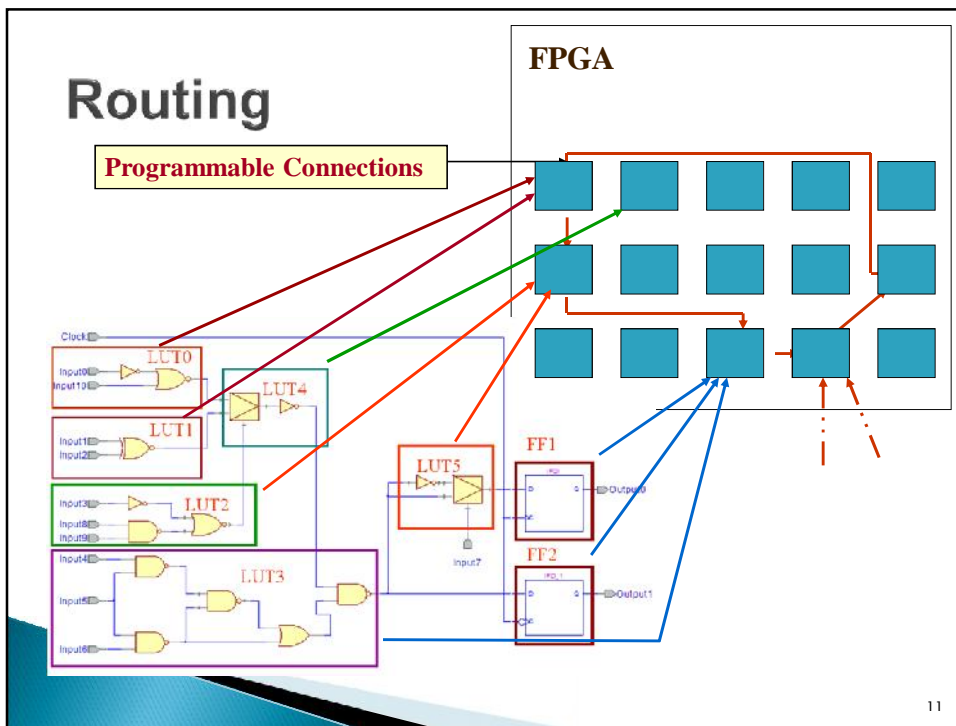 FPGA
Routing
Programmable Connections
Clock
LUT0
Input0
Input10
LUT4
LUT1
Input1
Input2
LUT5
FF1
Output0
LUT2
Input3
Input8
Input9
Input7
FF2
Input4
LUT3
Input5
Output1
Input6
11